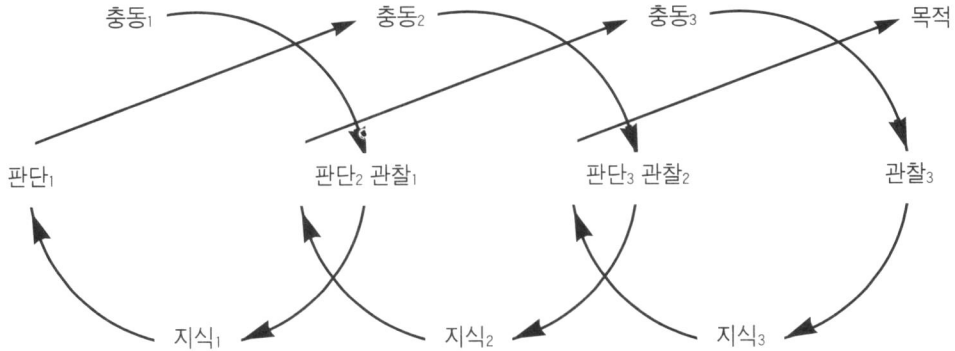 충동₁ 충동₂ 충동₃ 목적
판단₁ 판단₂ 관찰₁ 판단₃ 관찰₂ 관찰₃
지식₁ 지식₂ 지식₃